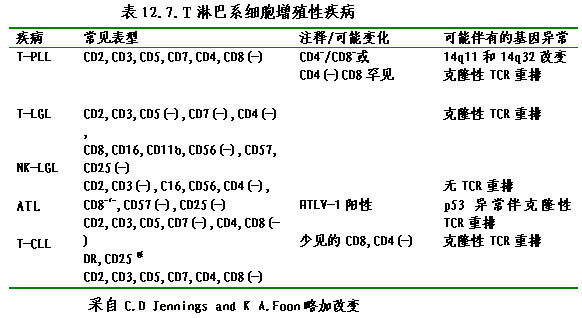 表 12.7.T 淋巴系细胞增殖性疾病
疾病 常见表型 注释/可能变化 可能伴有的基因异常
T-PLL CD2,CD3,CD5,CD7,CD4,CD8(-) CD4⁻/CD8⁻或 14q11 和 14q32 改变
CD4(-)CD8 罕见 克隆性 TCR 重排
T-LGL CD2,CD3,CD5(-),CD7(-),CD4(-) 克隆性 TCR 重排
,
CD8,CD16,CD11b,CD56(-),CD57,
NK-LGL CD25(-)
CD2,CD3(-),C16,CD56,CD4(-), 无 TCR 重排
ATL CD8⁻/⁻,CD57(-),CD25(-) HTLV-1 阳性 p53 异常伴克隆性
CD2,CD3,CD5,CD7(-),CD4,CD8(- TCR 重排
T-CLL ) 少见的 CD8,CD4(-) 克隆性 TCR 重排
DR,CD25
CD2,CD3,CD5,CD7,CD4,CD8(-)
采自 C.D Jennings and K A.Foon 略加改变